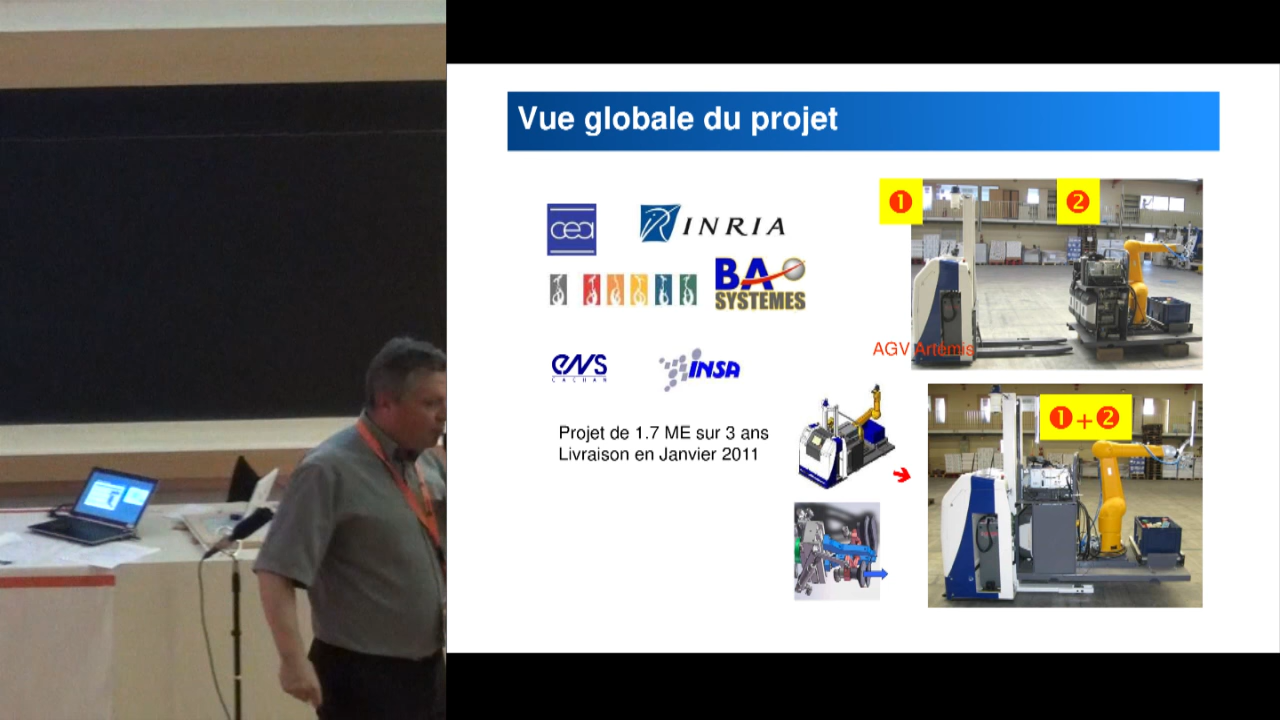 Vue globale du projet
❶
❷
cea
INRIA
BA
SYSTEMES
AGV Artemis
ENS
CACHAN
INSA
❶+❷
Projet de 1.7 ME sur 3 ans
Livraison en Janvier 2011